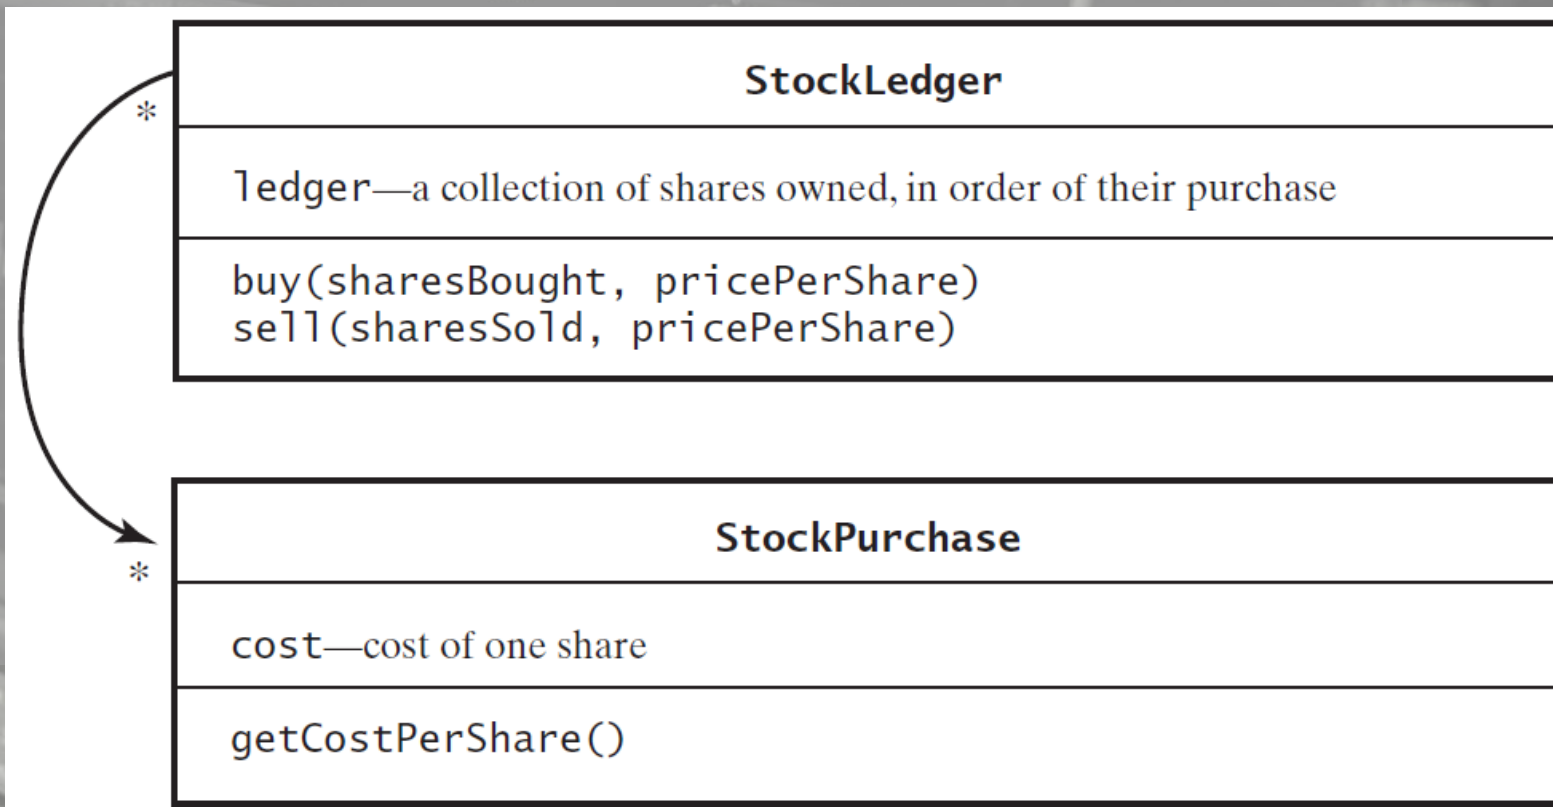 StockLedger
*
ledger—a collection of shares owned, in order of their purchase
buy(sharesBought, pricePerShare)
sell(sharesSold, pricePerShare)
StockPurchase
*
cost—cost of one share
getCostPerShare()